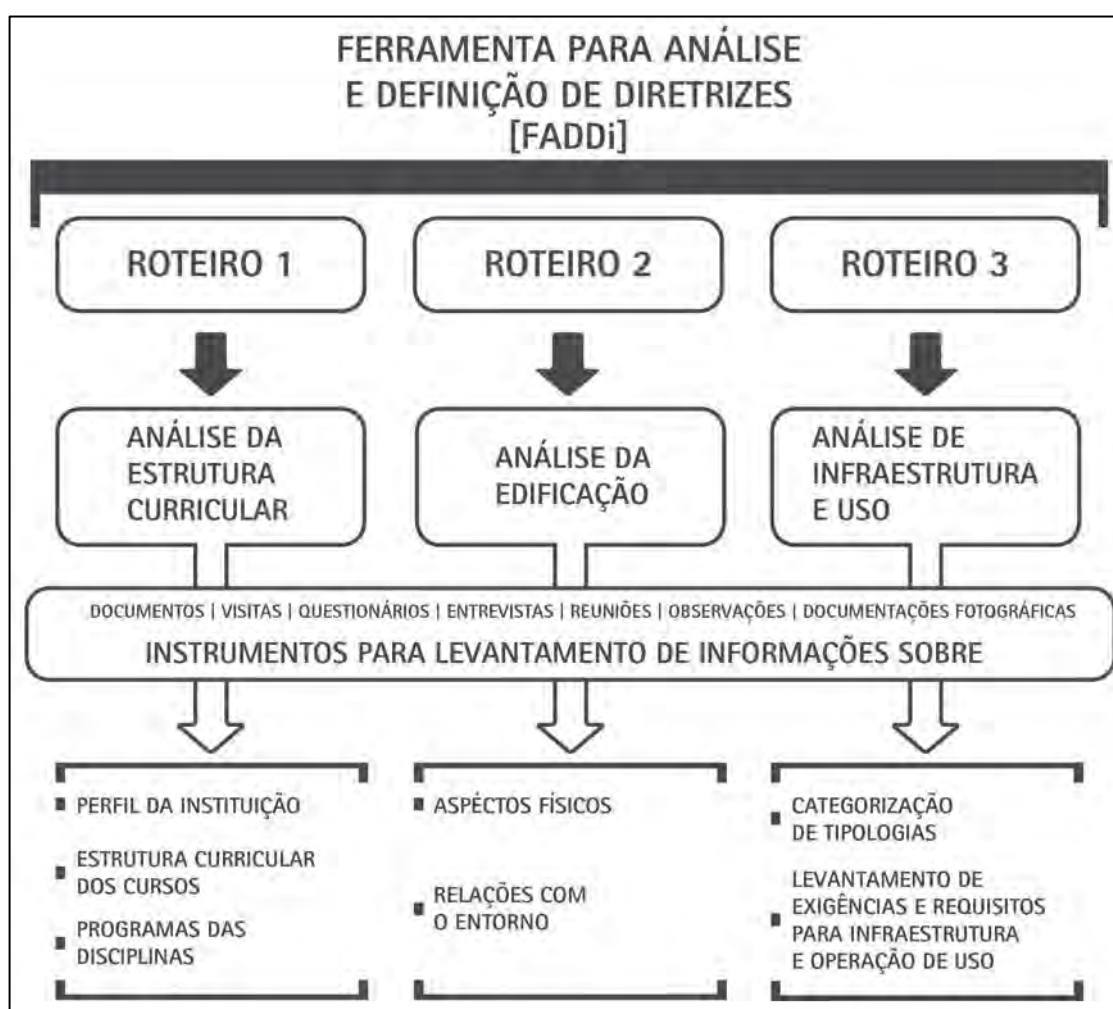 FERRAMENTA PARA ANÁLISE
E DEFINIÇÃO DE DIRETRIZES
[FADDi]
ROTEIRO 1
ROTEIRO 2
ROTEIRO 3
ANÁLISE DA
ESTRUTURA
CURRICULAR
ANÁLISE DA
EDIFICAÇÃO
ANÁLISE DE
INFRAESTRUTURA
E USO
DOCUMENTOS | VISITAS | QUESTIONÁRIOS | ENTREVISTAS | REUNIÕES | OBSERVAÇÕES | DOCUMENTAÇÕES FOTOGRÁFICAS
INSTRUMENTOS PARA LEVANTAMENTO DE INFORMAÇÕES SOBRE
PERFIL DA INSTITUIÇÃO
ESTRUTURA CURRICULAR
DOS CURSOS
PROGRAMAS DAS
DISCIPLINAS
ASPÉCTOS FÍSICOS
RELAÇÕES COM
O ENTORNO
CATEGORIZAÇÃO
DE TIPOLOGIAS
LEVANTAMENTO DE
EXIGÊNCIAS E REQUISITOS
PARA INFRAESTRUTURA
E OPERAÇÃO DE USO